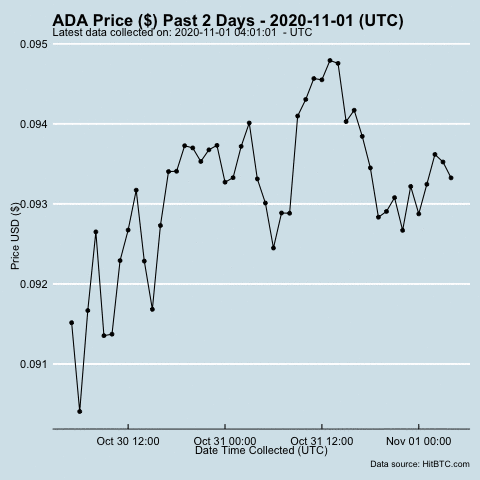 ADA Price ($) Past 2 Days - 2020-11-01 (UTC)
Latest data collected on: 2020-11-01 04:01:01 - UTC
0.095
0.094
0.093
0.092
0.091
Price USD ($)
Oct 30 12:00 Oct 31 00:00 Oct 31 12:00 Nov 01 00:00
Date Time Collected (UTC)
Data source: HitBTC.com